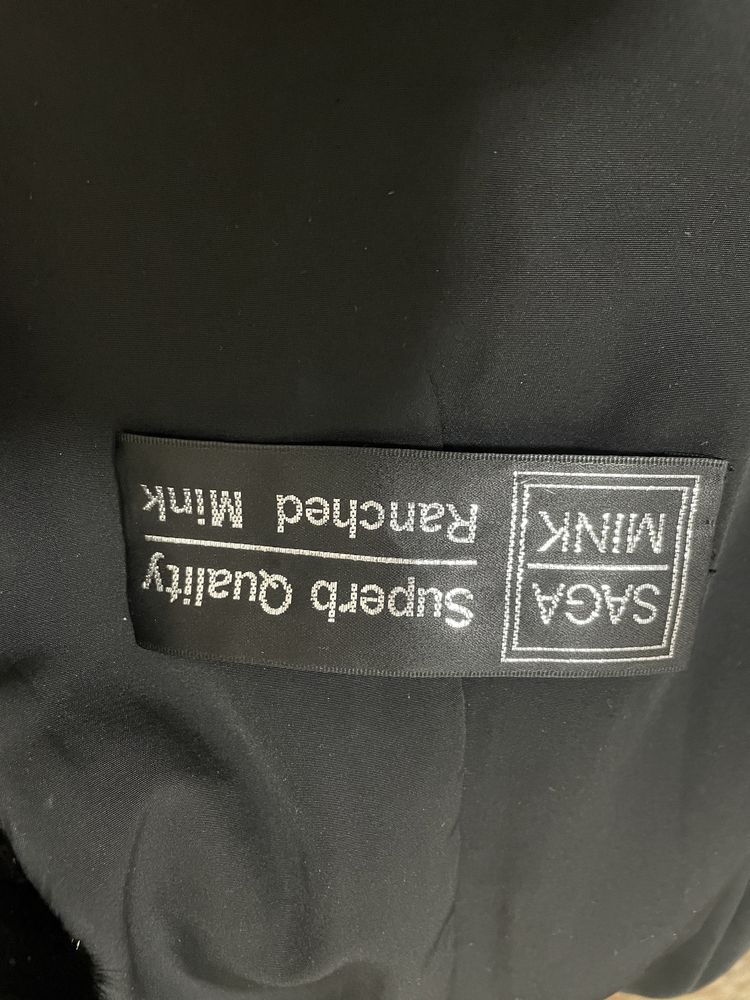 SAGA
MINK
Superb Quality
Ranched Mink